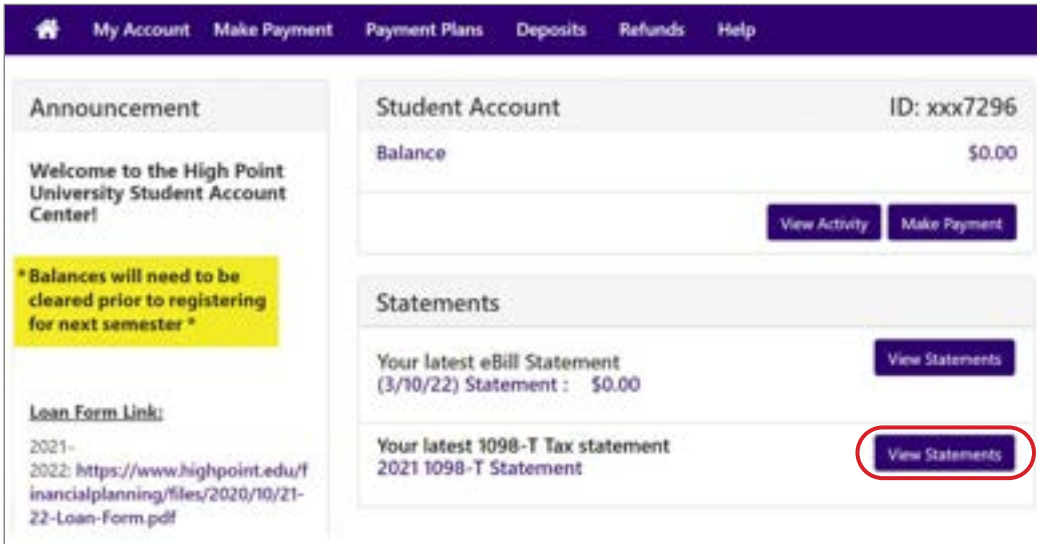 My Account Make Payment Payment Plans Deposits Refunds Help
Announcement
Welcome to the High Point
University Student Account
Center!
*Balances will need to be
cleared prior to registering
for next semester *
Loan Form Link:
2021-
2022: https://www.highpoint.edu/f
inancialplanning/files/2020/10/21-
22-Loan-Form.pdf
Student Account ID: xxx7296
Balance $0.00
View Activity Make Payment
Statements
Your latest eBill Statement
(3/10/22) Statement : $0.00
View Statements
Your latest 1098-T Tax statement
2021 1098-T Statement
View Statements